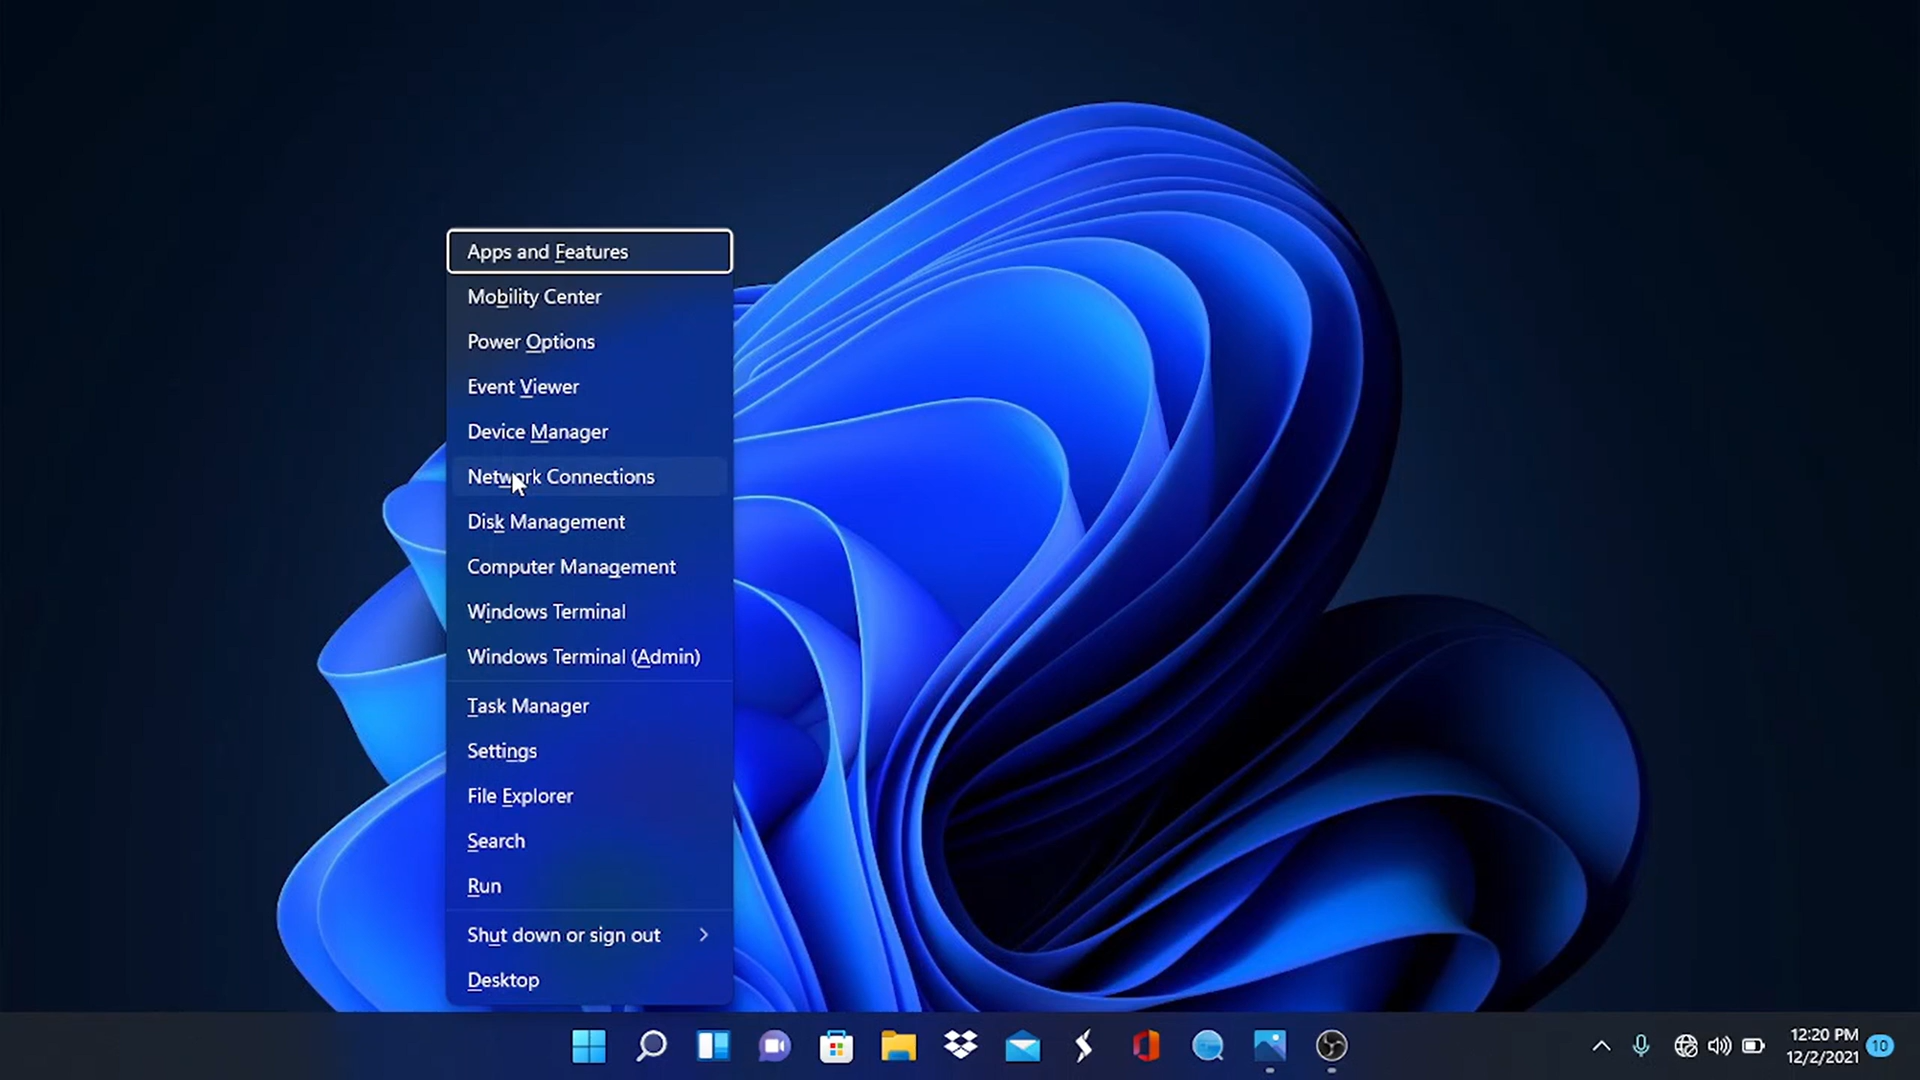 Apps and Features
Mobility Center
Power Options
Event Viewer
Device Manager
Network Connections
Disk Management
Computer Management
Windows Terminal
Windows Terminal (Admin)
Task Manager
Settings
File Explorer
Search
Run
Shut down or sign out
Desktop
12:20 PM
12/2/2021
10